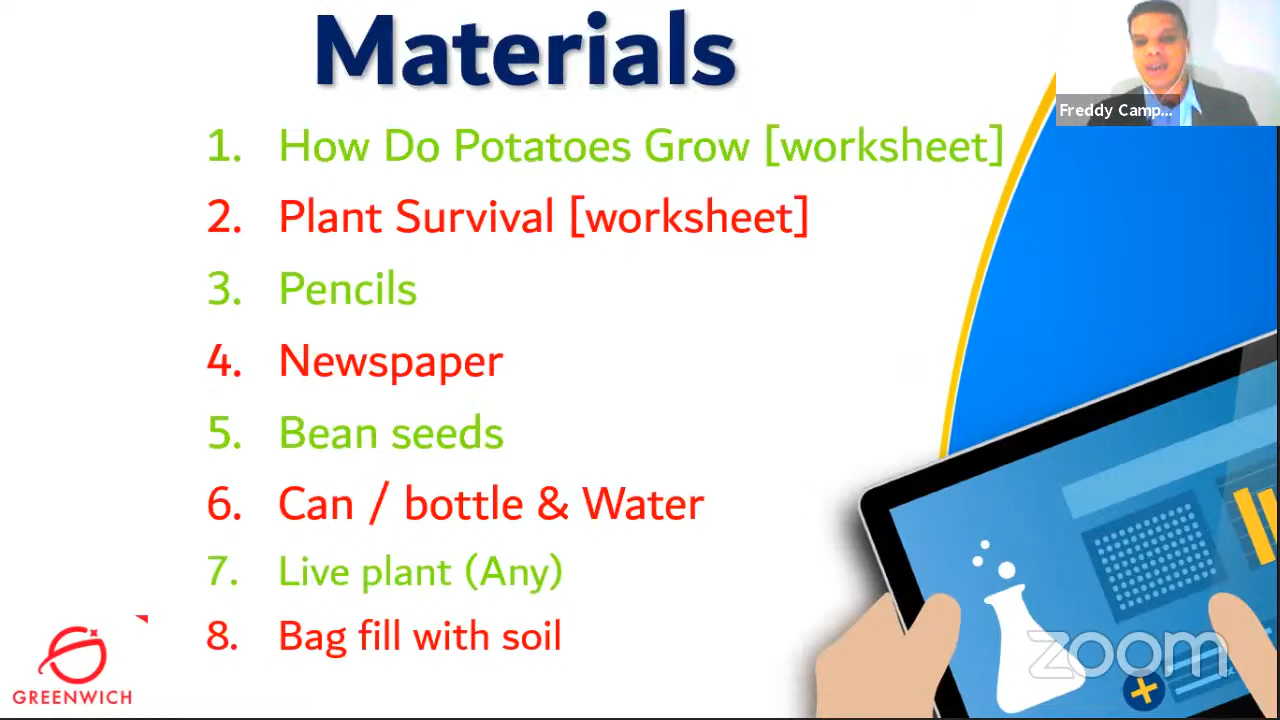 Materials
Freddy Camp...
1. How Do Potatoes Grow [worksheet]
2. Plant Survival [worksheet]
3. Pencils
4. Newspaper
5. Bean seeds
6. Can / bottle & Water
7. Live plant (Any)
8. Bag fill with soil
GREENWICH
zoom